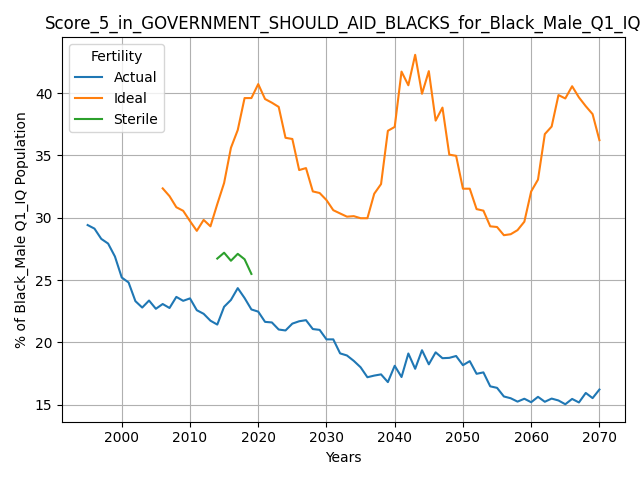 Score_5_in_GOVERNMENT_SHOULD_AID_BLACKS_for_Black_Male_Q1_IQ
Fertility
Actual
Ideal
Sterile
% of Black_Male Q1_IQ Population
40
35
30
25
20
15
2000 2010 2020 2030 2040 2050 2060 2070
Years